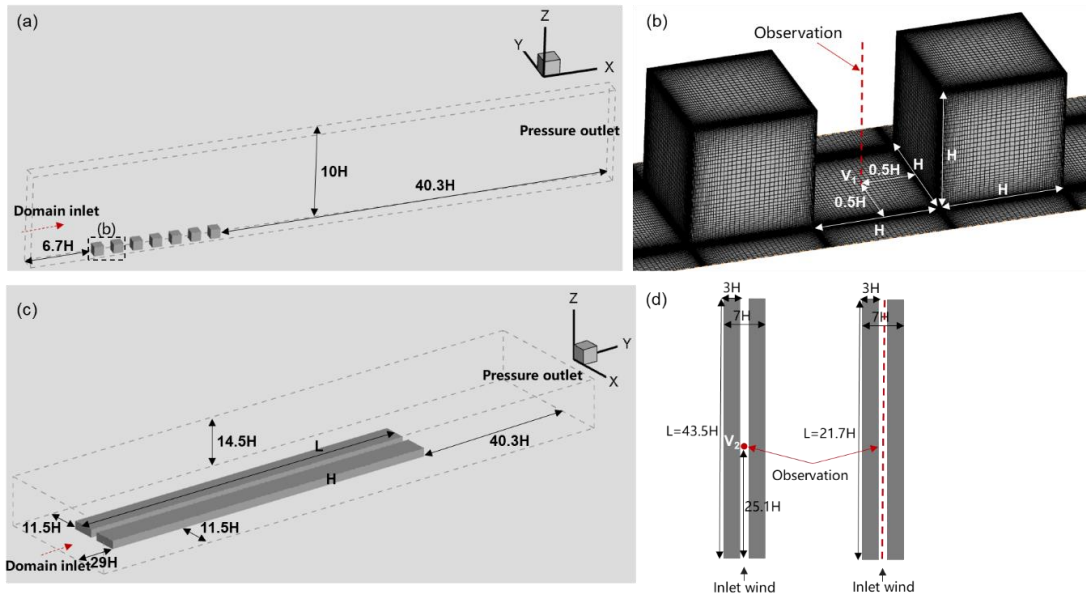 (a)
Z
Y
X
Pressure outlet
10H
40.3H
Domain inlet
(b)
6.7H
(b)
Observation
V1
0.5H
0.5H
H
H
H
H
(c)
Z
Y
X
Pressure outlet
14.5H
L
40.3H
H
11.5H
11.5H
Domain inlet
29H
(d)
3H
7H
L=43.5H
V2
25.1H
Inlet wind
3H
7H
L=21.7H
Observation
Inlet wind